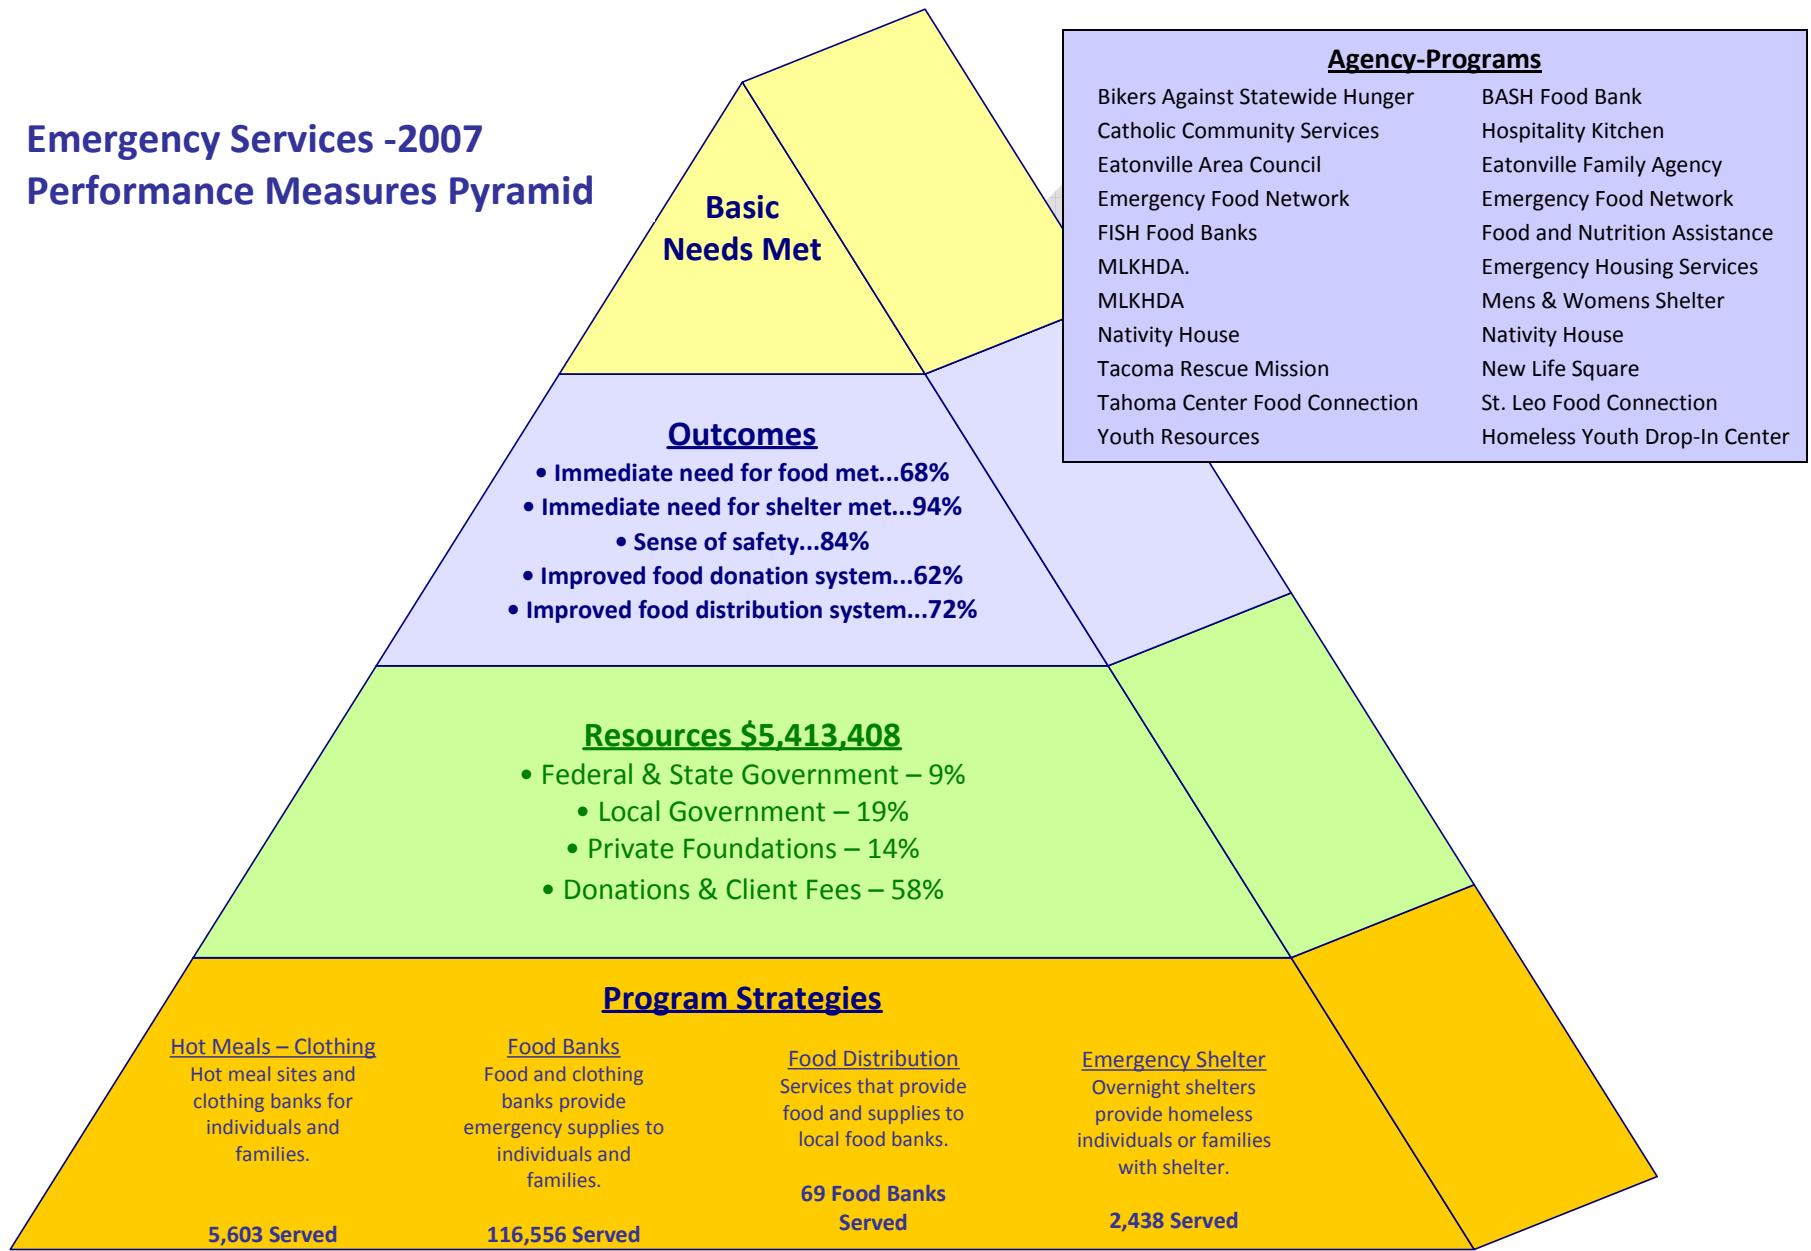 Emergency Services -2007
Performance Measures Pyramid
Agency-Programs
Bikers Against Statewide Hunger BASH Food Bank
Catholic Community Services Hospitality Kitchen
Eatonville Area Council Eatonville Family Agency
Emergency Food Network Emergency Food Network
FISH Food Banks Food and Nutrition Assistance
MLKHDA. Emergency Housing Services
MLKHDA Mens & Womens Shelter
Nativity House Nativity House
Tacoma Rescue Mission New Life Square
Tahoma Center Food Connection St. Leo Food Connection
Youth Resources Homeless Youth Drop-In Center
Basic
Needs Met
Outcomes
• Immediate need for food met...68%
• Immediate need for shelter met...94%
• Sense of safety...84%
• Improved food donation system...62%
• Improved food distribution system...72%
Resources $5,413,408
• Federal & State Government – 9%
• Local Government – 19%
• Private Foundations – 14%
• Donations & Client Fees – 58%
Program Strategies
Hot Meals – Clothing
Hot meal sites and
clothing banks for
individuals and
families.
5,603 Served
Food Banks
Food and clothing
banks provide
emergency supplies to
individuals and
families.
116,556 Served
Food Distribution
Services that provide
food and supplies to
local food banks.
69 Food Banks
Served
Emergency Shelter
Overnight shelters
provide homeless
individuals or families
with shelter.
2,438 Served